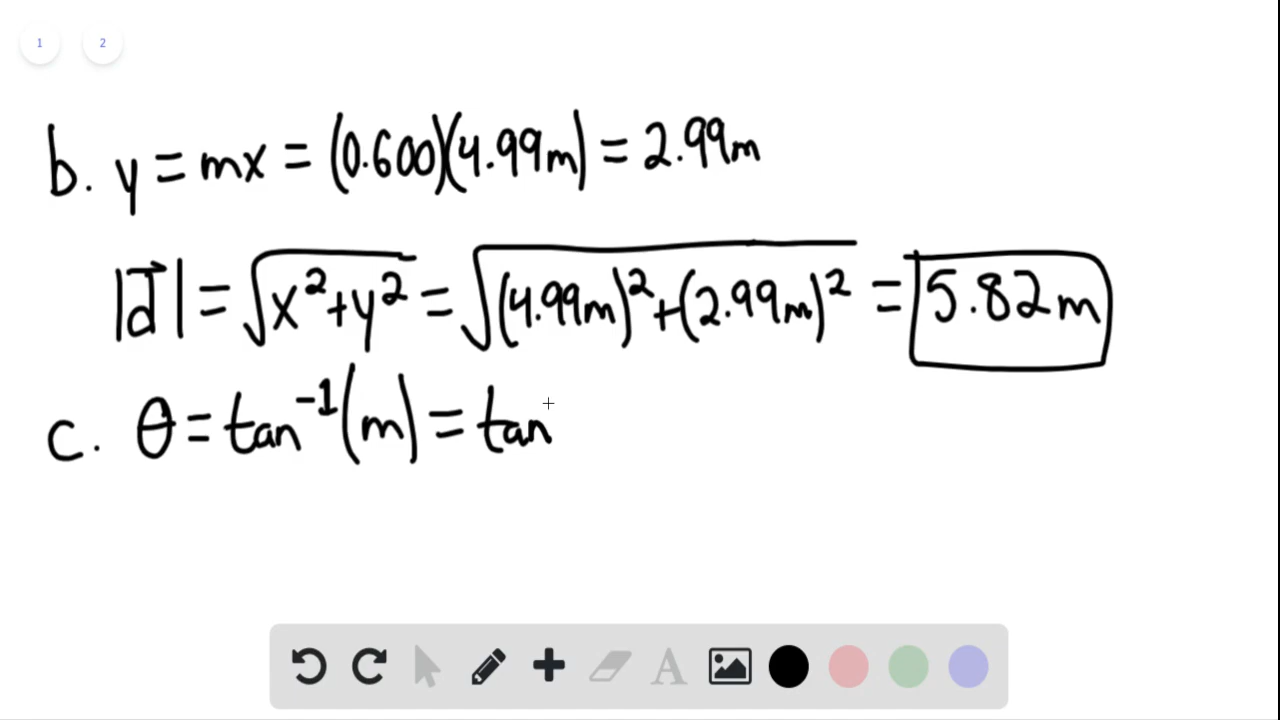 1 2
b. y = mx = (0.600)(4.99m) = 2.99m
|d⃗| = √x²+y² = √(4.99m)²+(2.99m)² = 5.82m
c. θ = tan⁻¹(m) = tan
A